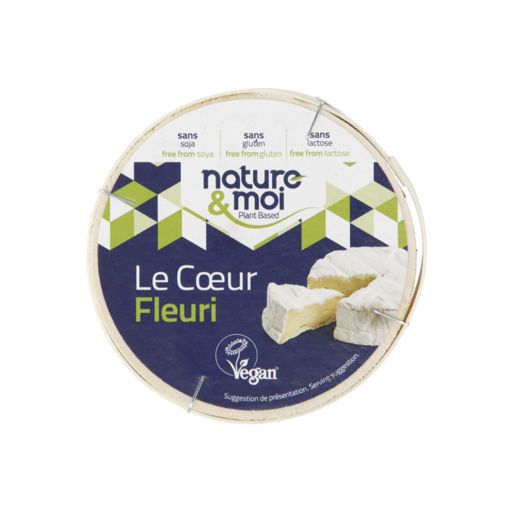 sans sans sans
soja gluten lactose
free from soya free from gluten free from lactose
nature
& moi
Plant Based
Le Cœur
Fleuri
Vegan
Suggestion de présentation. Serving suggestion.